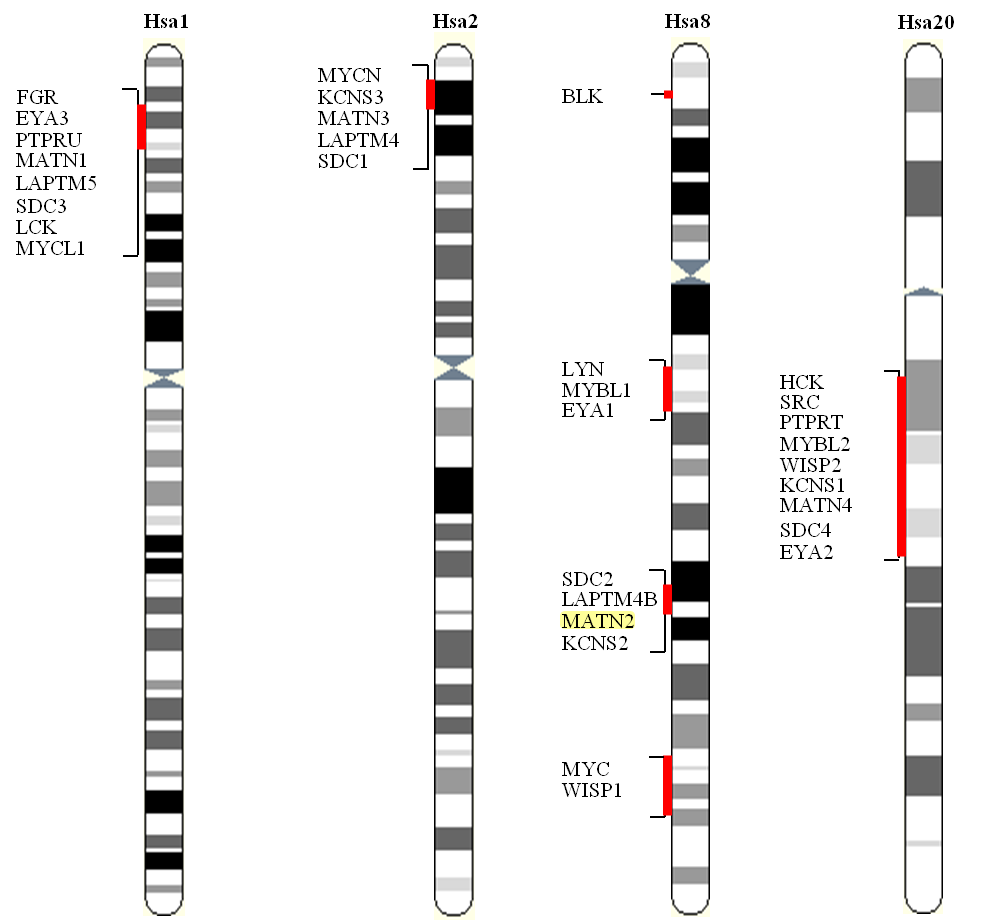 Hsa1
Hsa2
Hsa8
Hsa20
FGR
EYA3
PTPRU
MATN1
LAPTM5
SDC3
LCK
MYCL1
MYCN
KCNS3
MATN3
LAPTM4
SDC1
BLK
LYN
MYBL1
EYA1
SDC2
LAPTM4B
MATN2
KCNS2
MYC
WISP1
HCK
SRC
PTPRT
MYBL2
WISP2
KCNS1
MATN4
SDC4
EYA2